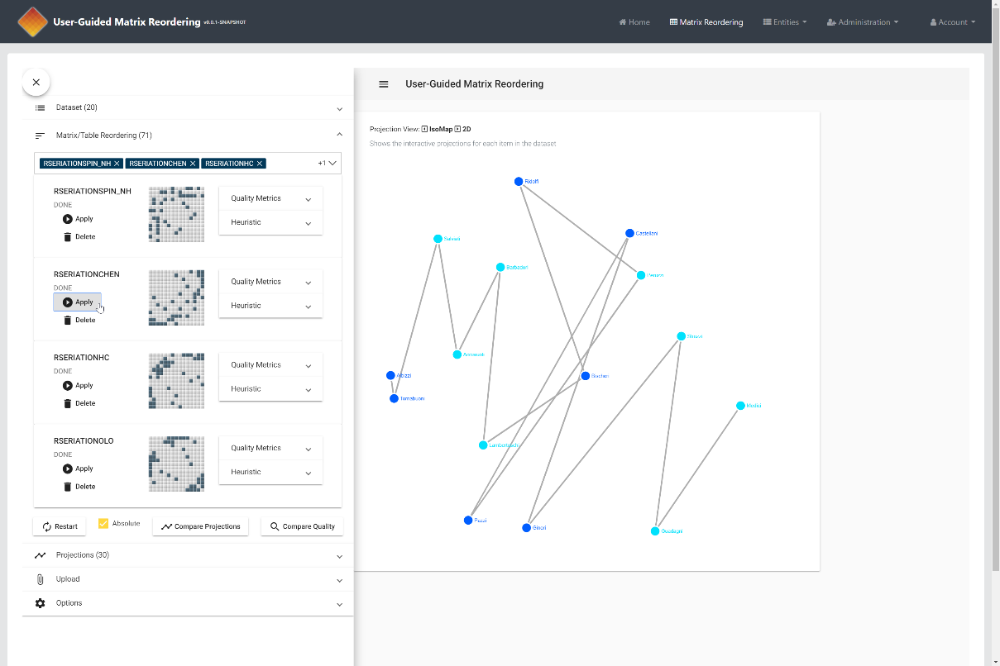 User-Guided Matrix Reordering v0.0.1-SNAPSHOT
Home
Matrix Reordering
Entities
Administration
Account
Dataset (20)
Matrix/Table Reordering (71)
RSERIATIONSPIN_NH
RSERIATIONCHEN
RSERIATIONHC
+1
RSERIATIONSPIN_NH
DONE
Apply
Delete
Quality Metrics
Heuristic
RSERIATIONCHEN
DONE
Apply
Delete
Quality Metrics
Heuristic
RSERIATIONHC
DONE
Apply
Delete
Quality Metrics
Heuristic
RSERIATIONOLO
DONE
Apply
Delete
Quality Metrics
Heuristic
Restart
Absolute
Compare Projections
Compare Quality
Projections (30)
Upload
Options
User-Guided Matrix Reordering
Projection View: IsoMap 2D
Shows the interactive projections for each item in the dataset
Ridolfi
Castellani
Salviati
Barbadori
Peruzzi
Strozzi
Acciaiuoli
Albizzi
Bischeri
Tornabuoni
Medici
Lamberteschi
Pazzi
Ginori
Guadagni